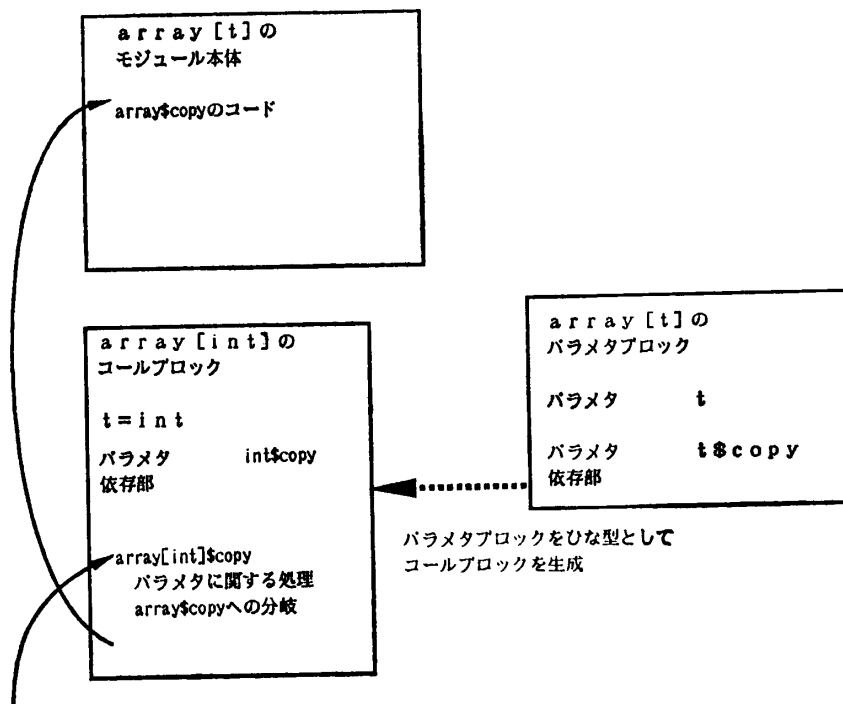 array[t]の
モジュール本体
array$copyのコード
array[int]の
コールブロック
t=int
パラメタ int$copy
依存部
array[int]$copy
パラメタに関する処理
array$copyへの分岐
array[t]の
パラメタブロック
パラメタ t
パラメタ t$copy
依存部
パラメタブロックをひな型として
コールブロックを生成